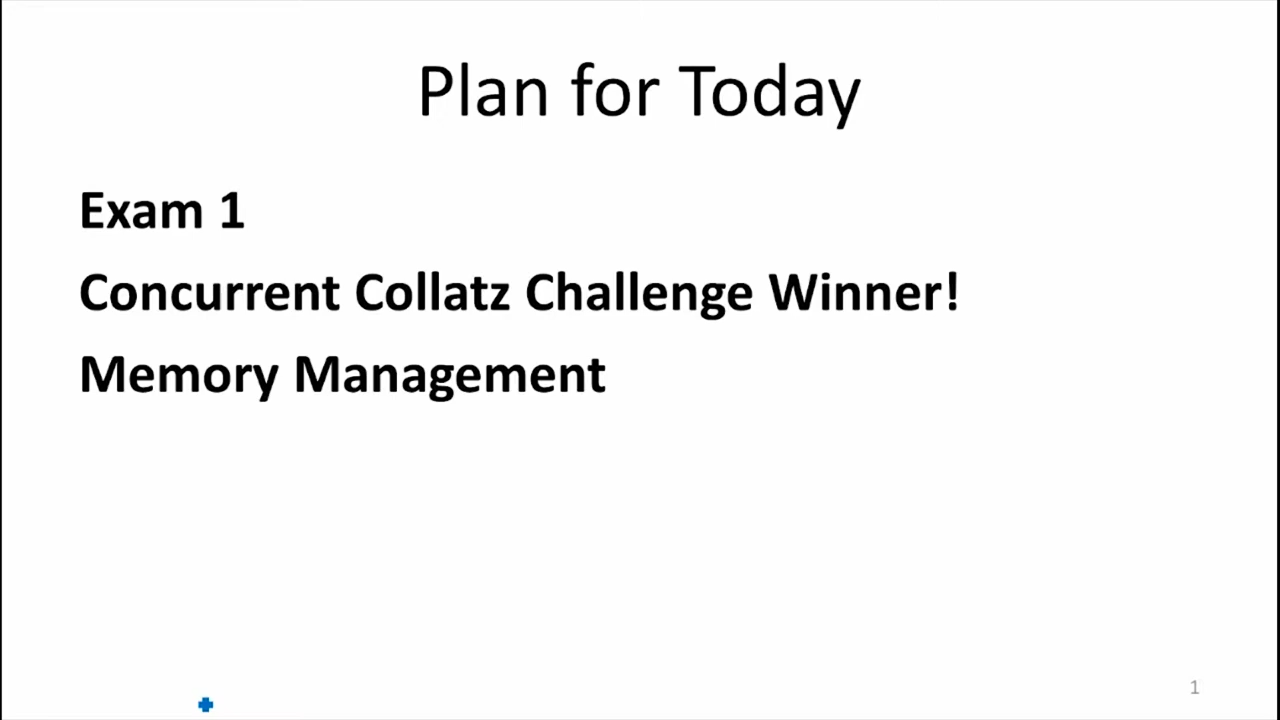 Plan for Today
Exam 1
Concurrent Collatz Challenge Winner!
Memory Management
1